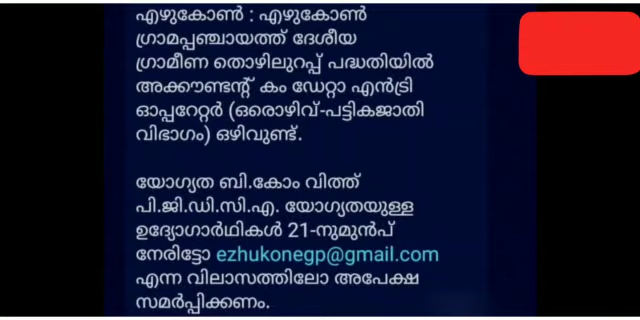 എഴുകോൺ : എഴുകോൺ
ഗ്രാമപ്പഞ്ചായത്ത് ദേശീയ
ഗ്രാമീണ തൊഴിലുറപ്പ് പദ്ധതിയിൽ
അക്കൗണ്ടന്റ് കം ഡേറ്റാ എൻട്രി
ഓപ്പറേറ്റർ (ഒരൊഴിവ്-പട്ടികജാതി
വിഭാഗം) ഒഴിവുണ്ട്.
യോഗ്യത ബി.കോം വിത്ത്
പി.ജി.ഡി.സി.എ. യോഗ്യതയുള്ള
ഉദ്യോഗാർഥികൾ 21-നുമുൻപ്
നേരിട്ടോ ezhukonegp@gmail.com
എന്ന വിലാസത്തിലോ അപേക്ഷ
സമർപ്പിക്കണം.